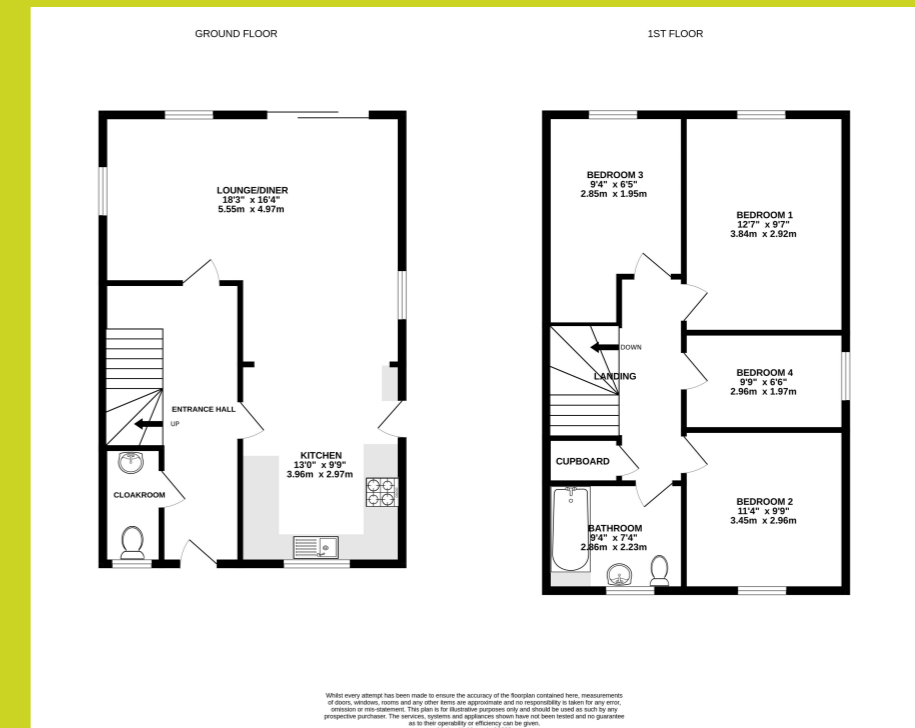 GROUND FLOOR
1ST FLOOR
LOUNGE/DINER
18'3" x 16'4"
5.55m x 4.97m
ENTRANCE HALL
UP
CLOAKROOM
KITCHEN
13'0" x 9'9"
3.96m x 2.97m
BEDROOM 3
9'4" x 6'5"
2.85m x 1.95m
BEDROOM 1
12'7" x 9'7"
3.84m x 2.92m
DOWN
LANDING
BEDROOM 4
9'9" x 6'6"
2.96m x 1.97m
CUPBOARD
BEDROOM 2
11'4" x 9'9"
3.45m x 2.96m
BATHROOM
9'4" x 7'4"
2.86m x 2.23m
Whilst every attempt has been made to ensure the accuracy of the floorplan contained here, measurements
of doors, windows, rooms and any other items are approximate and no responsibility is taken for any error,
omission or mis-statement. This plan is for illustrative purposes only and should be used as such by any
prospective purchaser. The services, systems and appliances shown have not been tested and no guarantee
as to their operability or efficiency can be given.